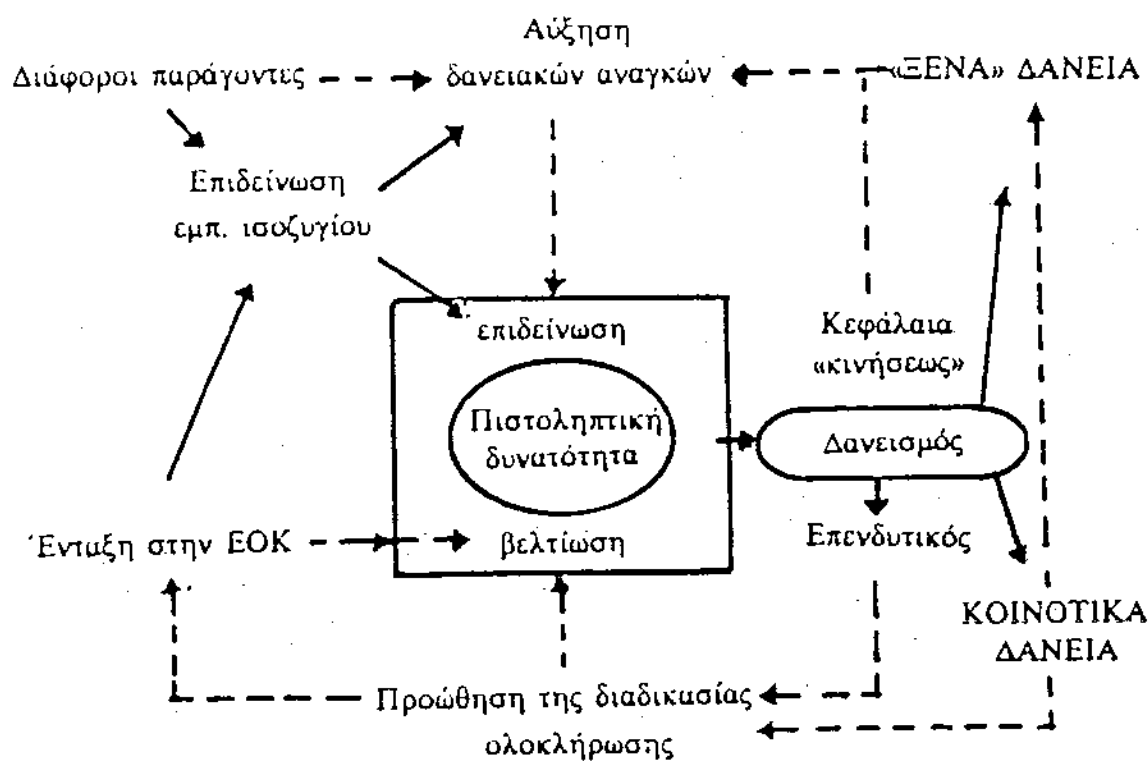 Αύξηση
Διάφοροι παράγοντες
δανειακών αναγκών
«ΞΕΝΑ» ΔΑΝΕΙΑ
Επιδείνωση
εμπ. ισοζυγίου
επιδείνωση
Κεφάλαια
«κινήσεως»
Πιστοληπτική
δυνατότητα
Δανεισμός
Ένταξη στην ΕΟΚ
βελτίωση
Επενδυτικός
ΚΟΙΝΟΤΙΚΑ
ΔΑΝΕΙΑ
Προώθηση της διαδικασίας
ολοκλήρωσης